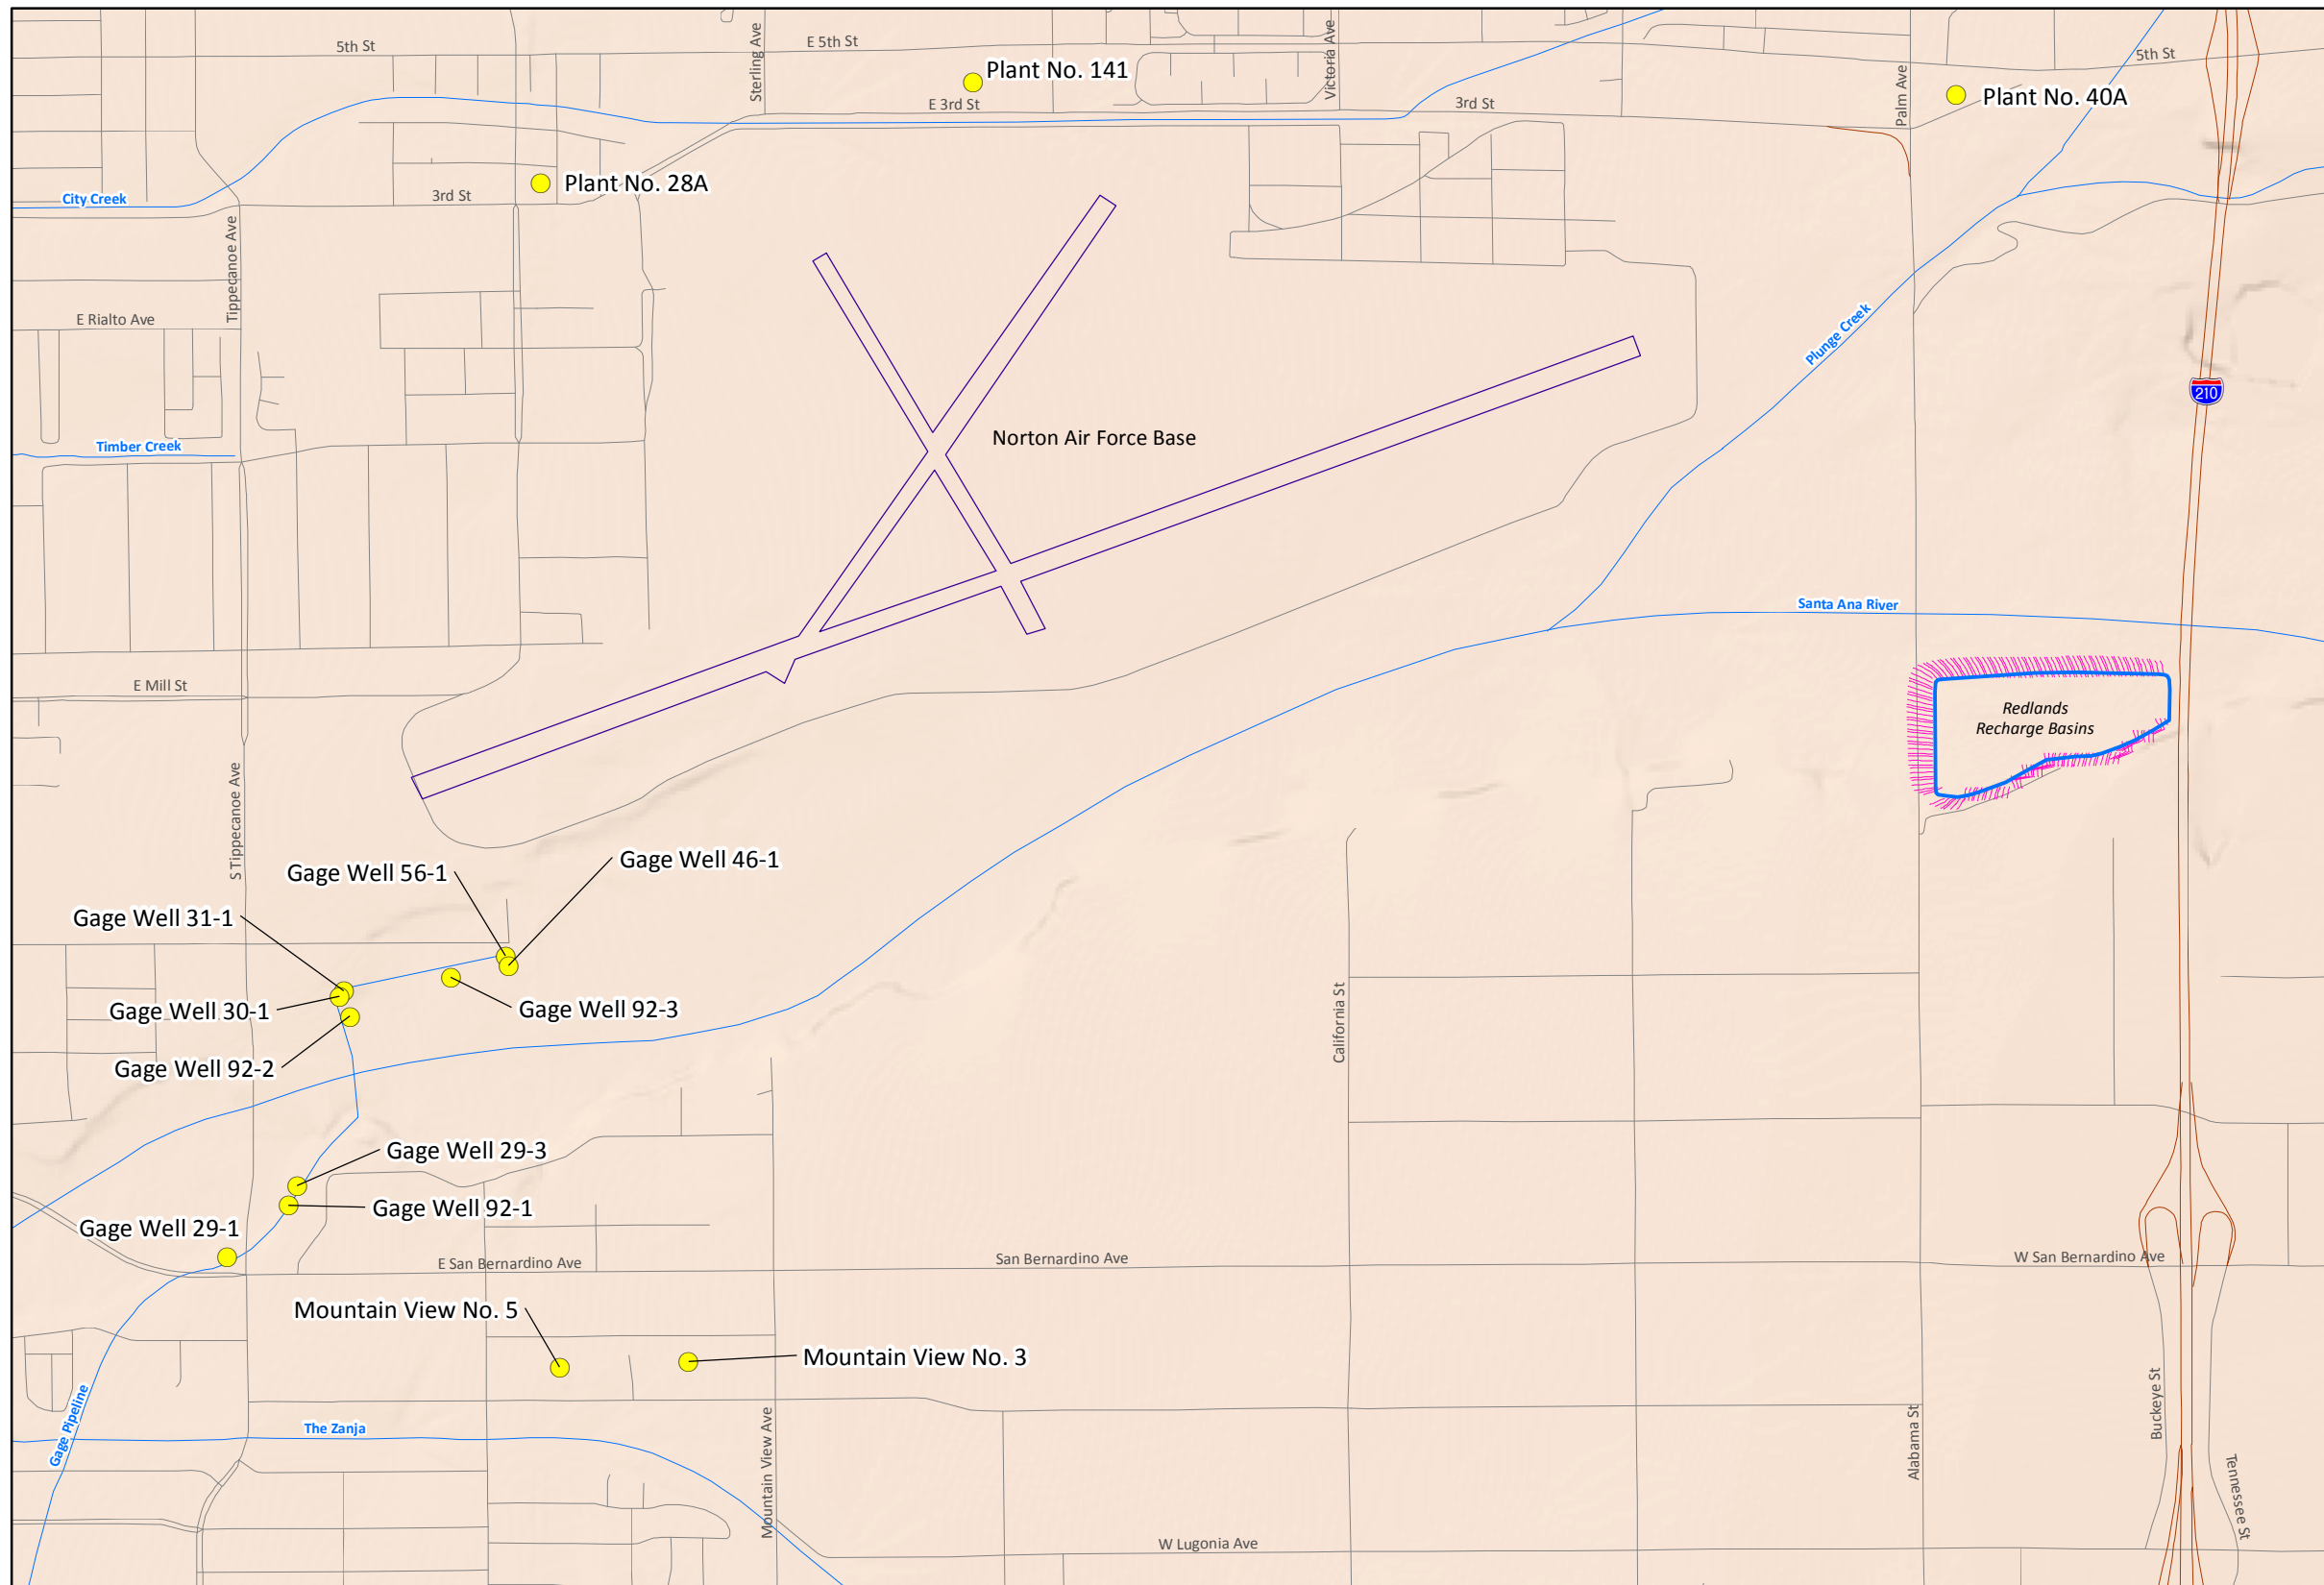 5th St
E 5th St
Sterling Ave
Victoria Ave
Palm Ave
5th St
Plant No. 141
Plant No. 40A
E 3rd St
3rd St
Plant No. 28A
3rd St
City Creek
Tippecanoe Ave
E Rialto Ave
Plunge Creek
210
Timber Creek
Norton Air Force Base
Santa Ana River
E Mill St
Redlands
Recharge Basins
S Tippecanoe Ave
Gage Well 46-1
Gage Well 56-1
Gage Well 31-1
Gage Well 30-1
Gage Well 92-3
Gage Well 92-2
California St
Gage Well 29-3
Gage Well 92-1
Gage Well 29-1
E San Bernardino Ave
San Bernardino Ave
W San Bernardino Ave
Mountain View No. 5
Mountain View No. 3
Gage Pipeline
The Zanja
Mountain View Ave
Alabama St
Buckeye St
Tennessee St
W Lugonia Ave